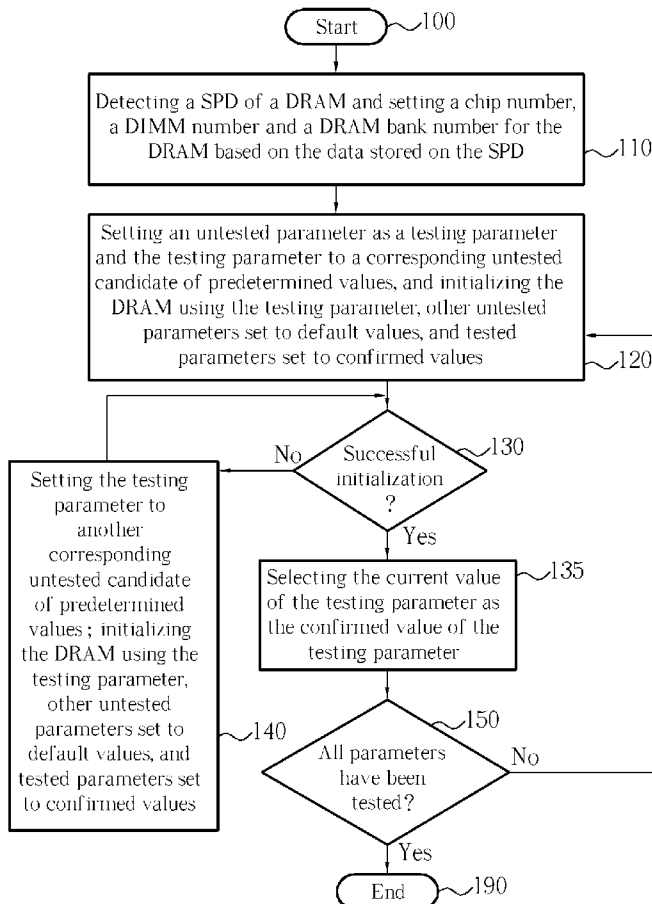 Start
100
Detecting a SPD of a DRAM and setting a chip number,
a DIMM number and a DRAM bank number for the
DRAM based on the data stored on the SPD
110
Setting an untested parameter as a testing parameter
and the testing parameter to a corresponding untested
candidate of predetermined values, and initializing the
DRAM using the testing parameter, other untested
parameters set to default values, and tested
parameters set to confirmed values
120
Successful
initialization
?
130
No
Yes
Setting the testing
parameter to
another
corresponding
untested candidate
of predetermined
values; initializing
the DRAM using the
testing parameter,
other untested
parameters set to
default values, and
tested parameters set
to confirmed values
140
Selecting the current value
of the testing parameter as
the confirmed value of the
testing parameter
135
All parameters
have been
tested?
150
No
Yes
End
190